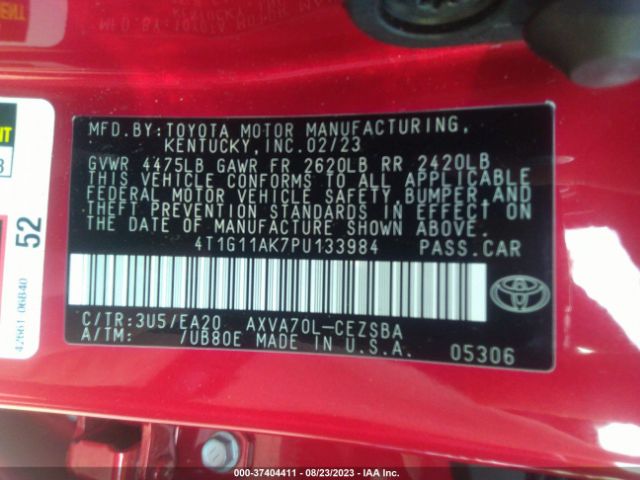 MFD.BY:TOYOTA MOTOR MANUFACTURING,
KENTUCKY, INC.02/23
GVWR 4475LB GAWR FR 2620LB RR 2420LB
THIS VEHICLE CONFORMS TO ALL APPLICABLE
FEDERAL MOTOR VEHICLE SAFETY,BUMPER,AND
THEFT PREVENTION STANDARDS IN EFFECT ON
THE DATE OF MANUFACTURE SHOWN ABOVE.
4T1G11AK7PU133984 PASS.CAR
C/TR:3U5/EA20 AXVA70L-CEZSBA
A/TM: /UB80E MADE IN U.S.A. 05306
TOYOTA
52
42661-06B40
000-37404411 - 08/23/2023 - IAA Inc.